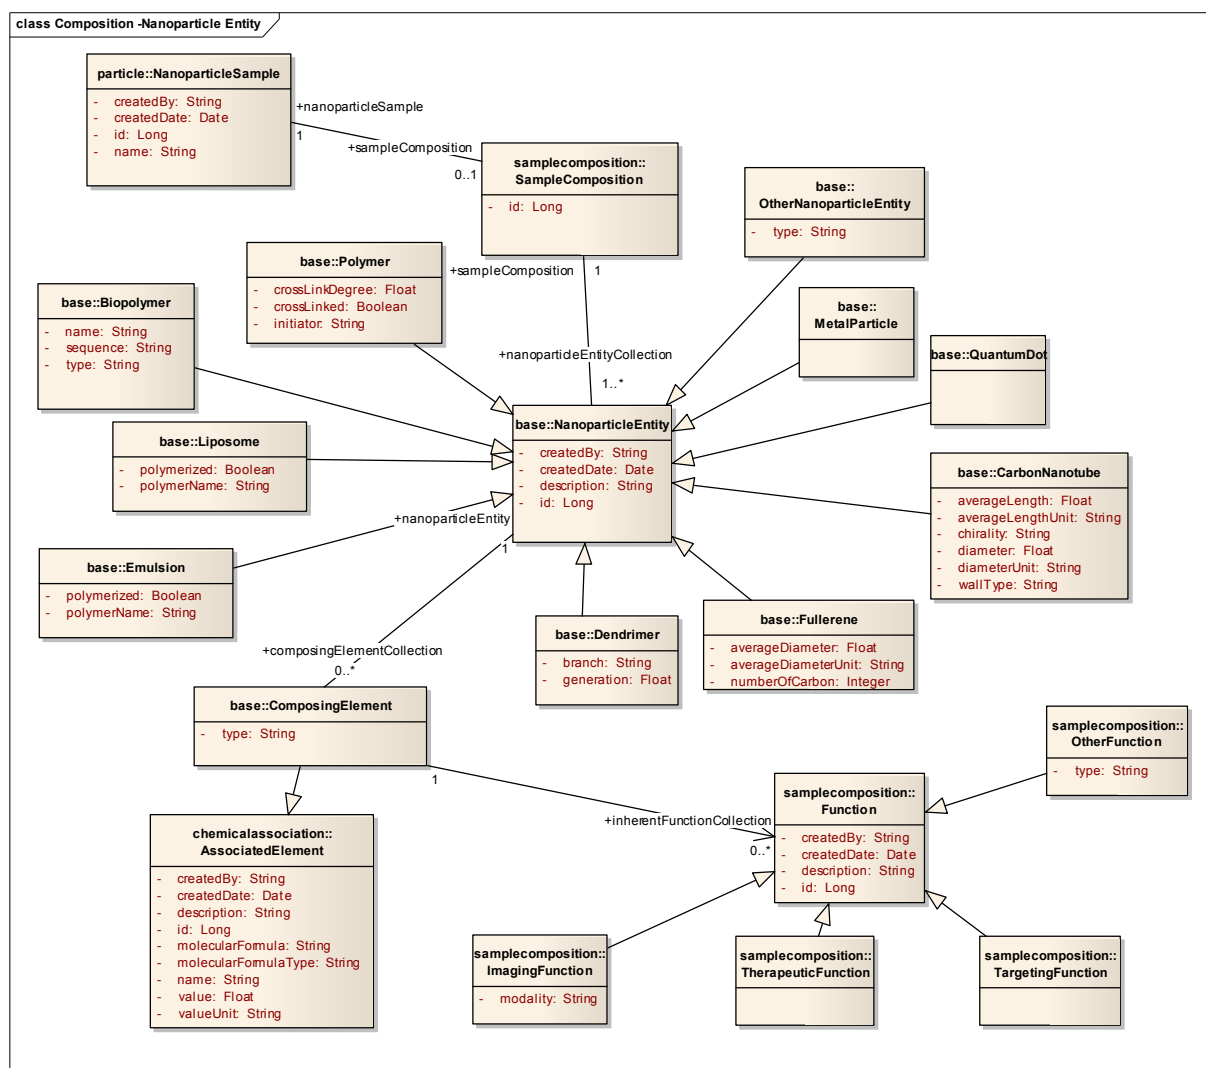 class Composition -Nanoparticle Entity
particle::NanoparticleSample
- createdBy: String
- createdDate: Date
- id: Long
- name: String
+nanoparticleSample
1
+sampleComposition
0..1
samplecomposition::
SampleComposition
- id: Long
+sampleComposition
1
base::
OtherNanoparticleEntity
- type: String
base::Polymer
- crossLinkDegree: Float
- crossLinked: Boolean
- initiator: String
base::Biopolymer
- name: String
- sequence: String
- type: String
base::
MetalParticle
base::QuantumDot
+nanoparticleEntityCollection
1..*
base::NanoparticleEntity
- createdBy: String
- createdDate: Date
- description: String
- id: Long
base::Liposome
- polymerized: Boolean
- polymerName: String
base::CarbonNanotube
- averageLength: Float
- averageLengthUnit: String
- chirality: String
- diameter: Float
- diameterUnit: String
- wallType: String
+nanoparticleEntity
1
base::Emulsion
- polymerized: Boolean
- polymerName: String
base::Dendrimer
- branch: String
- generation: Float
base::Fullerene
- averageDiameter: Float
- averageDiameterUnit: String
- numberOfCarbon: Integer
+composingElementCollection
0..*
base::ComposingElement
- type: String
1
+inherentFunctionCollection
0..*
samplecomposition::
OtherFunction
- type: String
samplecomposition::
Function
- createdBy: String
- createdDate: Date
- description: String
- id: Long
chemicalassociation::
AssociatedElement
- createdBy: String
- createdDate: Date
- description: String
- id: Long
- molecularFormula: String
- molecularFormulaType: String
- name: String
- value: Float
- valueUnit: String
samplecomposition::
ImagingFunction
- modality: String
samplecomposition::
TherapeuticFunction
samplecomposition::
TargetingFunction